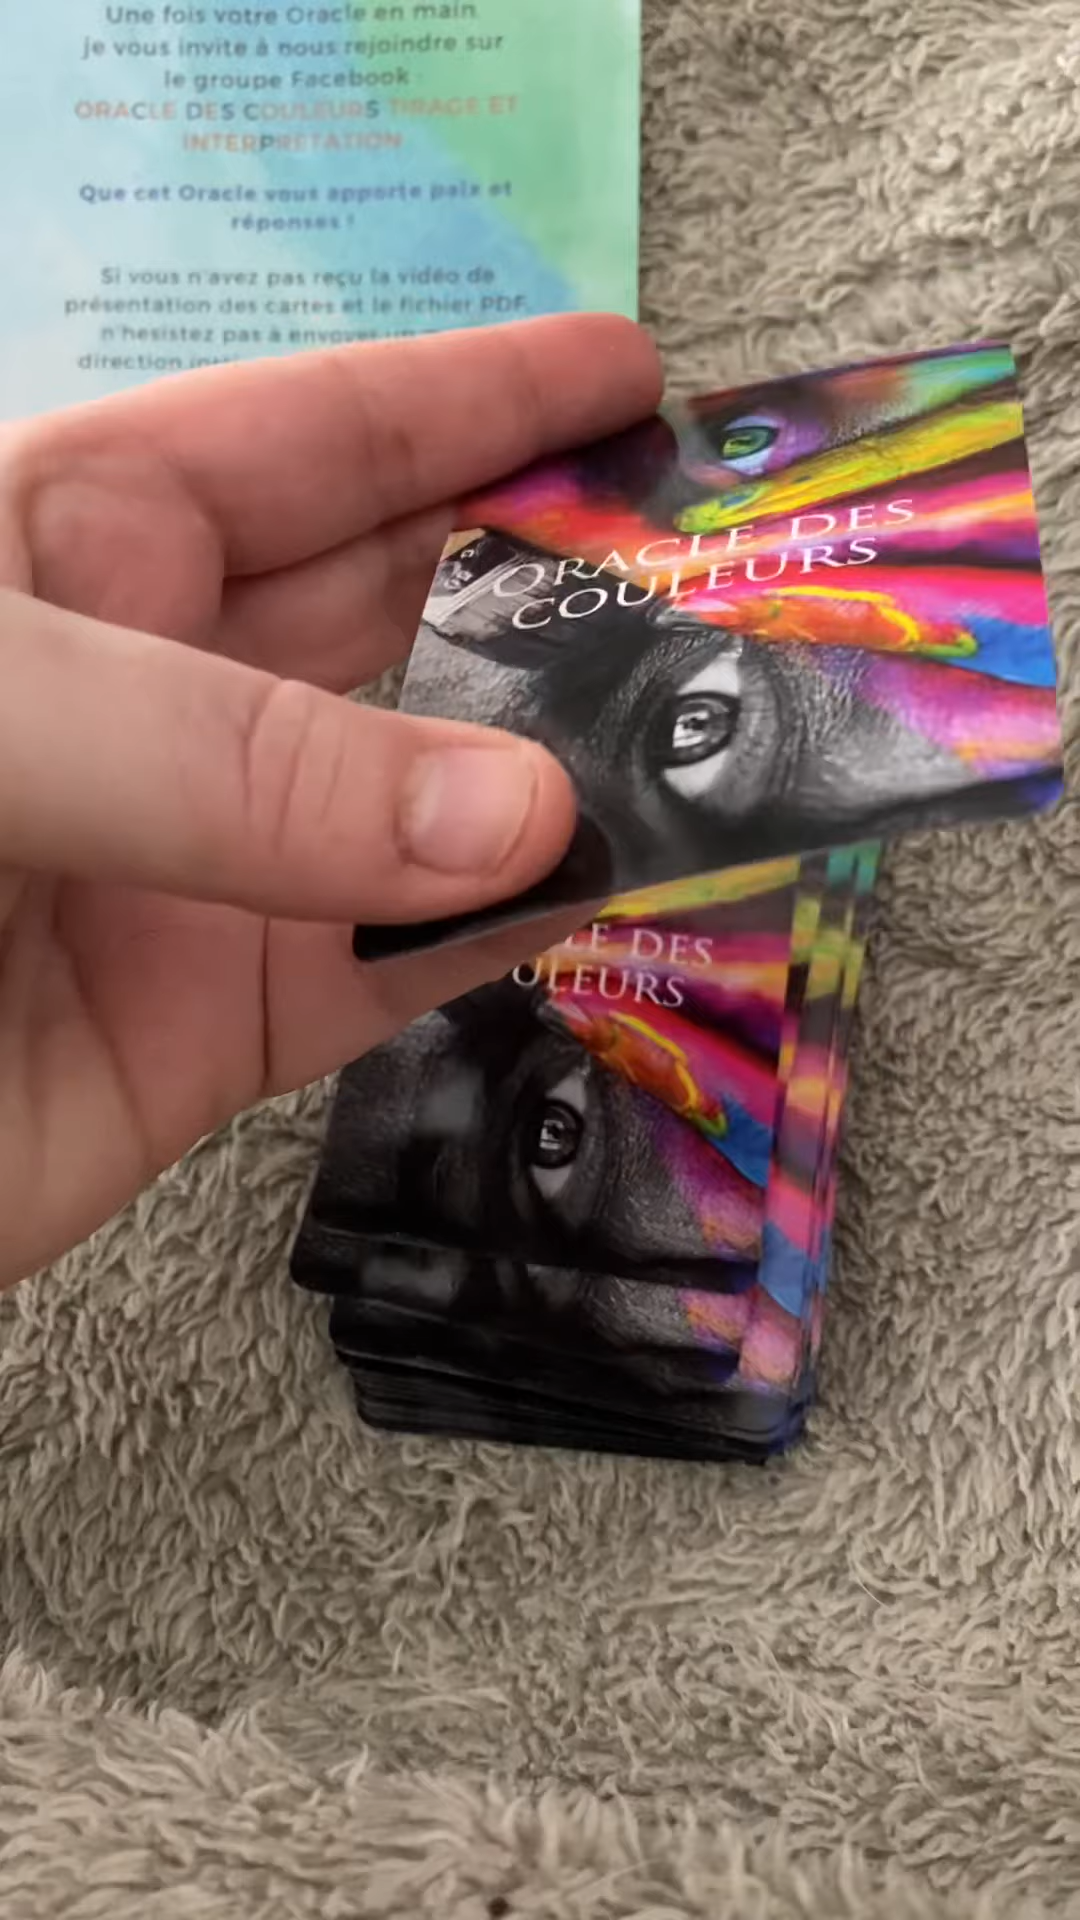 Une fois votre Oracle en main
je vous invite à nous rejoindre sur
le groupe Facebook :
ORACLE DES COULEURS TIRAGE ET
INTERPRETATION
Que cet Oracle vous apporte paix et
réponses !
Si vous n'avez pas reçu la vidéo de
présentation des cartes et le fichier PDF,
n'hesistez pas à envoyer un
direction
ORACLE DES
COULEURS
LE DES
OULEURS